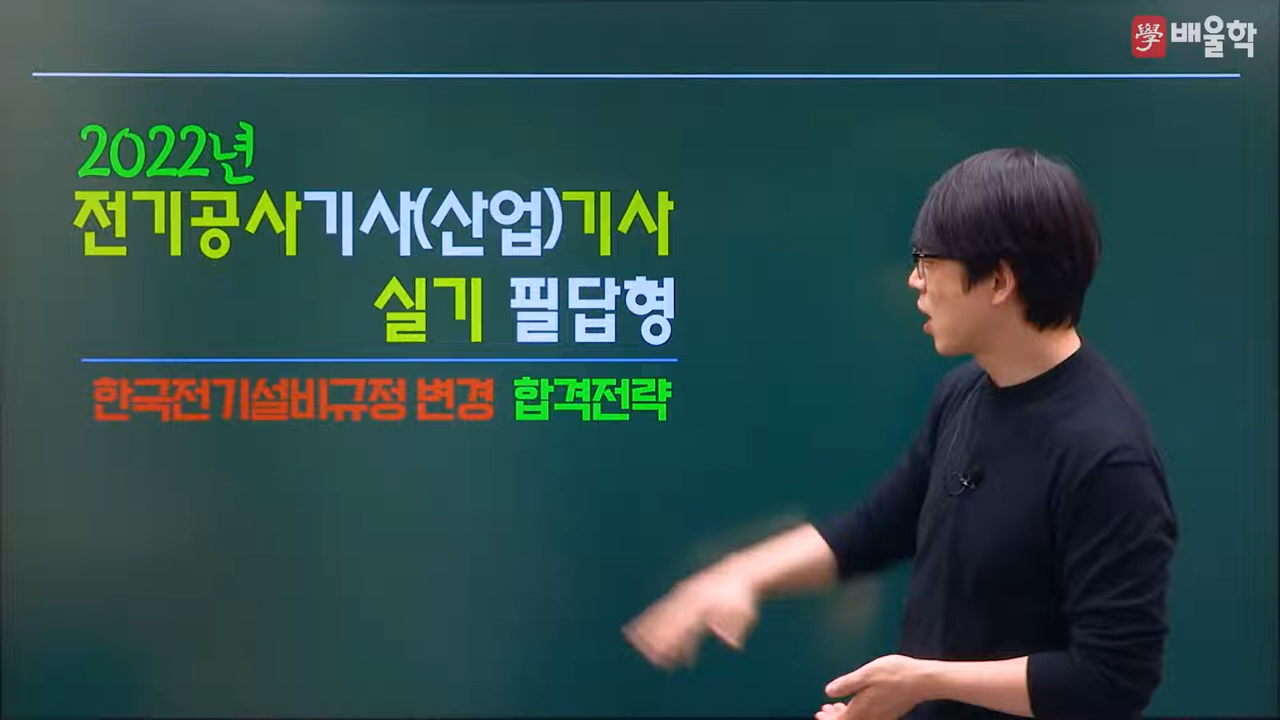 學 배울학
2022년
전기공사기사(산업)기사
실기 필답형
한국전기설비규정 변경 합격전략